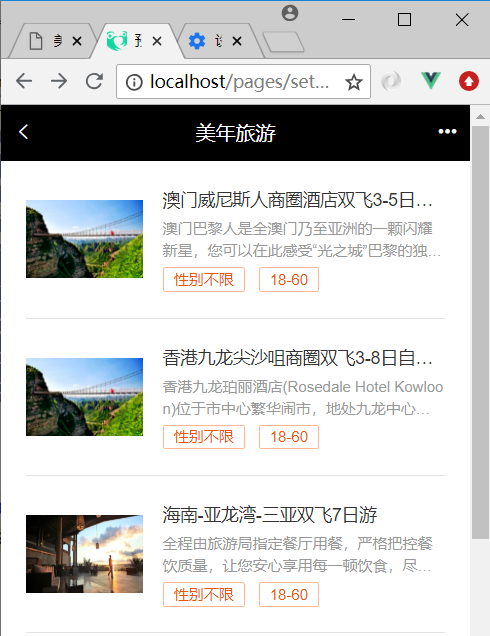 localhost/pages/set...
美年旅游
澳门威尼斯人商圈酒店双飞3-5日...
澳门巴黎人是全澳门乃至亚洲的一颗闪耀
新星，您可以在此感受“光之城”巴黎的独...
性别不限 18-60
香港九龙尖沙咀商圈双飞3-8日自...
香港九龙珀丽酒店(Rosedale Hotel Kowloo
n)位于市中心繁华闹市，地处九龙中心...
性别不限 18-60
海南-亚龙湾-三亚双飞7日游
全程由旅游局指定餐厅用餐，严格把控餐
饮质量，让您安心享用每一顿饮食，尽...
性别不限 18-60